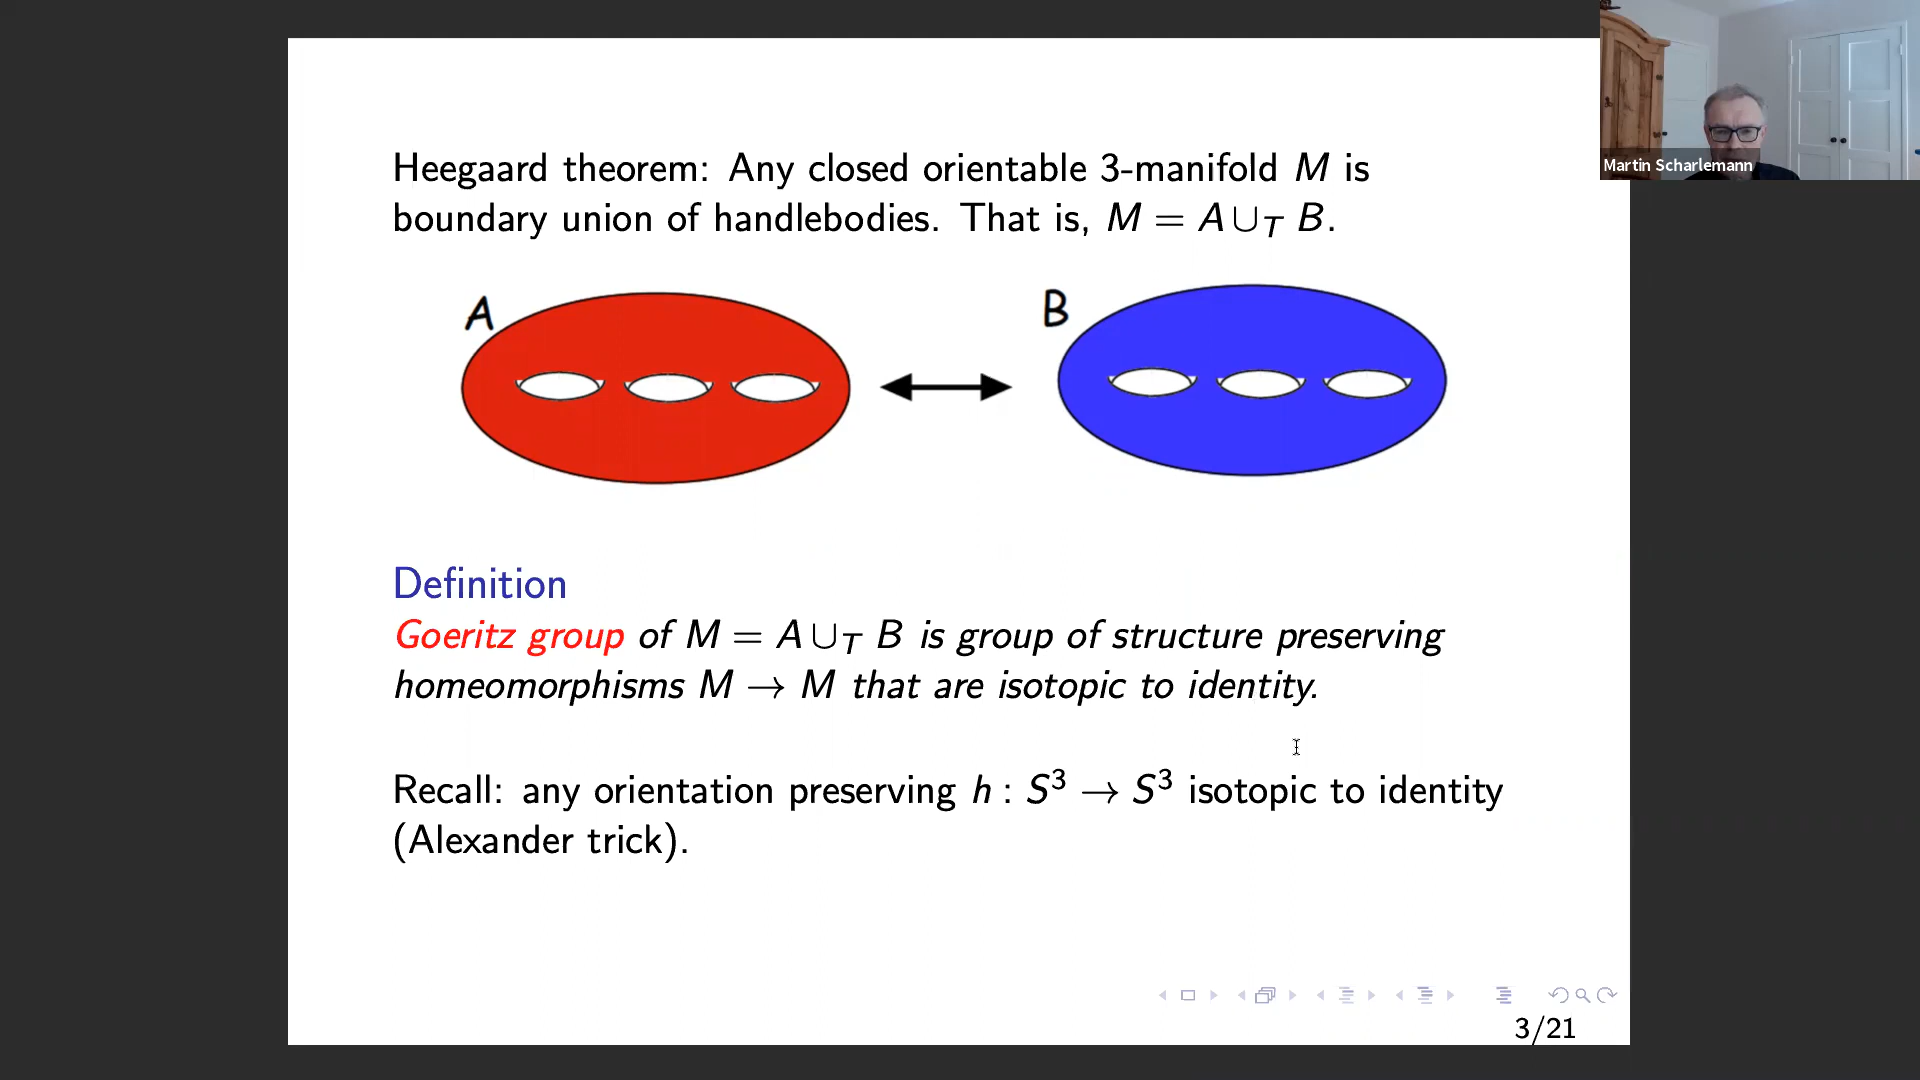 Heegaard theorem: Any closed orientable 3-manifold M is
boundary union of handlebodies. That is, M = A ∪_T B.
A
B
Definition
Goeritz group of M = A ∪_T B is group of structure preserving
homeomorphisms M → M that are isotopic to identity.
Recall: any orientation preserving h : S³ → S³ isotopic to identity
(Alexander trick).
3/21
Martin Scharlemann